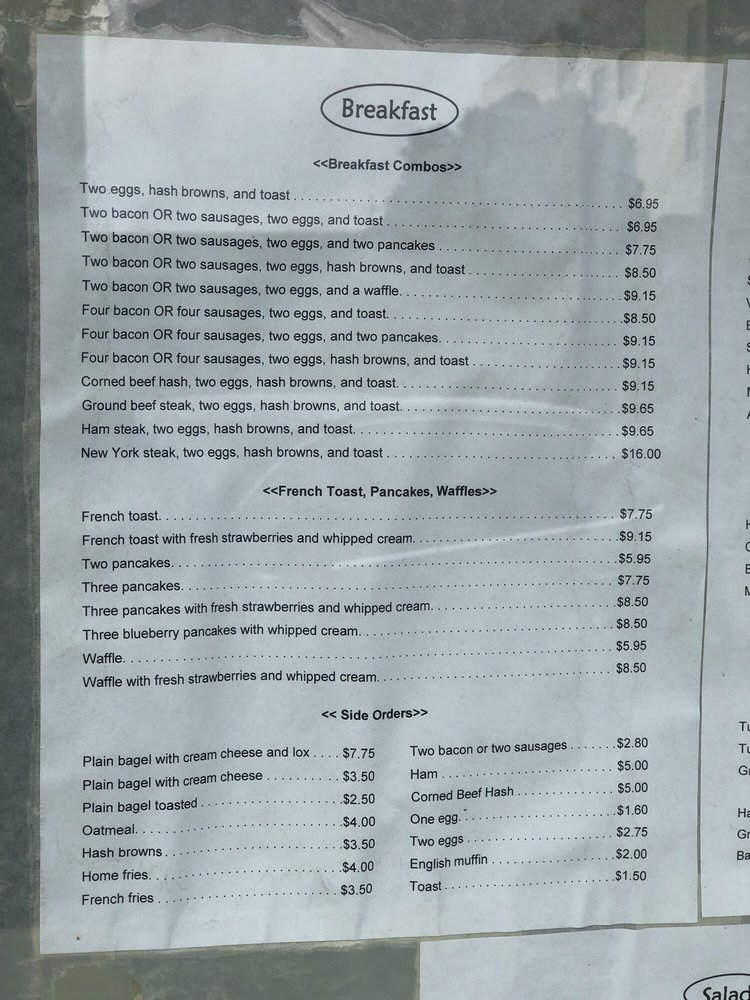 Breakfast
<<Breakfast Combos>>
Two eggs, hash browns, and toast $6.95
Two bacon OR two sausages, two eggs, and toast $6.95
Two bacon OR two sausages, two eggs, and two pancakes $7.75
Two bacon OR two sausages, two eggs, hash browns, and toast $8.50
Two bacon OR two sausages, two eggs, and a waffle $9.15
Four bacon OR four sausages, two eggs, and toast $8.50
Four bacon OR four sausages, two eggs, and two pancakes $9.15
Four bacon OR four sausages, two eggs, hash browns, and toast $9.15
Corned beef hash, two eggs, hash browns, and toast $9.15
Ground beef steak, two eggs, hash browns, and toast $9.65
Ham steak, two eggs, hash browns, and toast $9.65
New York steak, two eggs, hash browns, and toast $16.00
<<French Toast, Pancakes, Waffles>>
French toast $7.75
French toast with fresh strawberries and whipped cream $9.15
Two pancakes $5.95
Three pancakes $7.75
Three pancakes with fresh strawberries and whipped cream $8.50
Three blueberry pancakes with whipped cream $8.50
Waffle $5.95
Waffle with fresh strawberries and whipped cream $8.50
<< Side Orders>>
Plain bagel with cream cheese and lox $7.75
Plain bagel with cream cheese $3.50
Plain bagel toasted $2.50
Oatmeal $4.00
Hash browns $3.50
Home fries $4.00
French fries $3.50
Two bacon or two sausages $2.80
Ham $5.00
Corned Beef Hash $5.00
One egg $1.60
Two eggs $2.75
English muffin $2.00
Toast $1.50